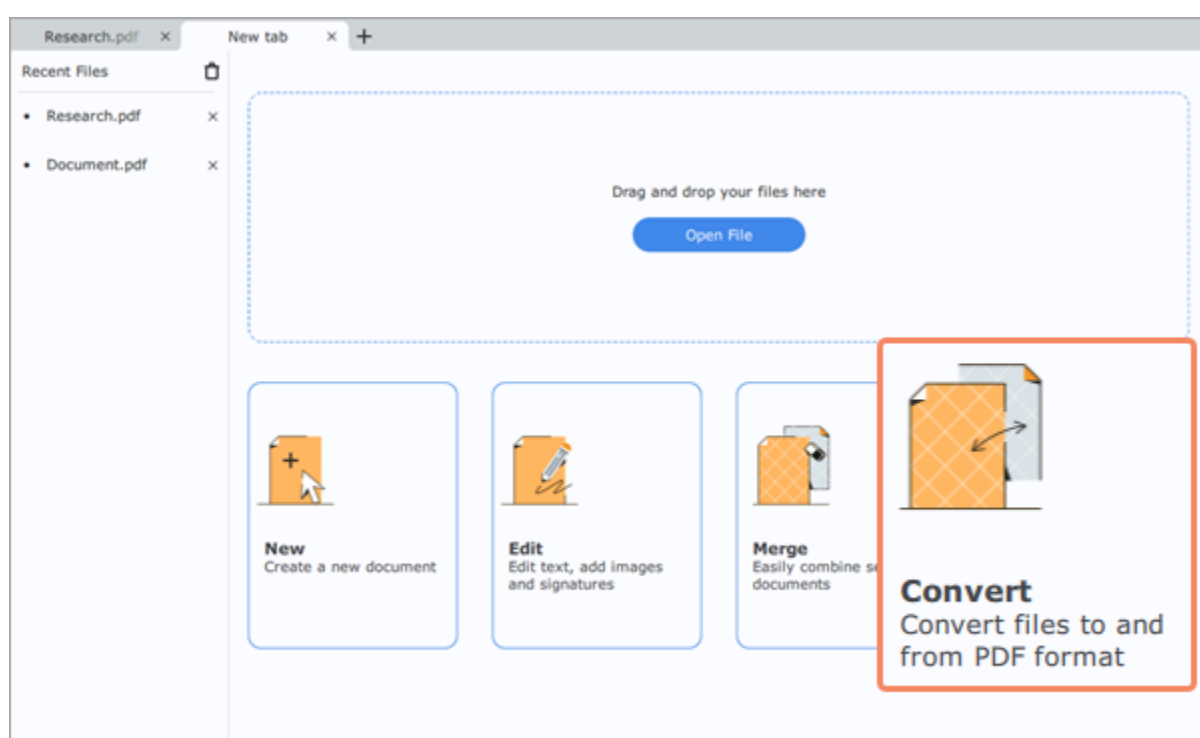 Research.pdf
New tab
Recent Files
Research.pdf
Document.pdf
Drag and drop your files here
Open File
New
Create a new document
Edit
Edit text, add images
and signatures
Merge
Easily combine
documents
Convert
Convert files to and
from PDF format